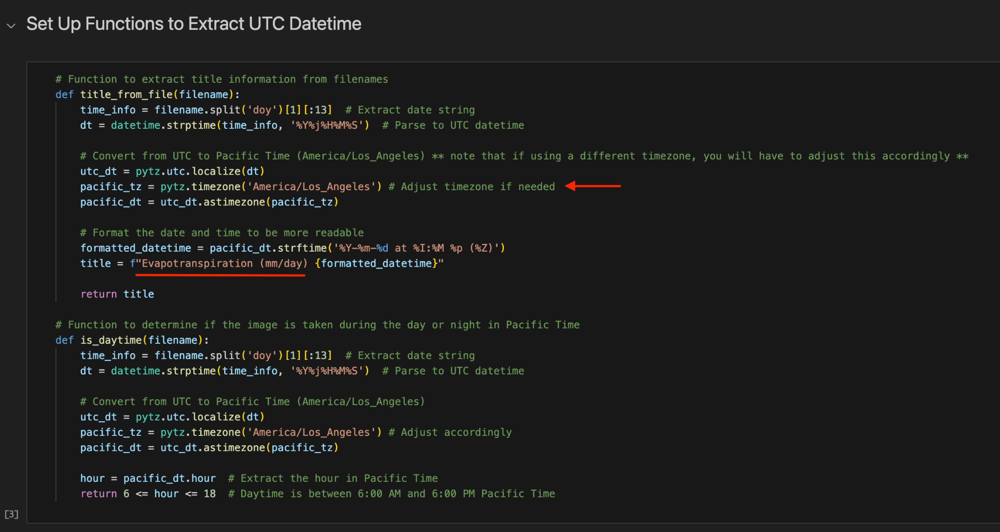 Set Up Functions to Extract UTC Datetime
# Function to extract title information from filenames
def title_from_file(filename):
    time_info = filename.split('doy')[1][:13]  # Extract date string
    dt = datetime.strptime(time_info, '%Y%j%H%M%S')  # Parse to UTC datetime

    # Convert from UTC to Pacific Time (America/Los_Angeles) ** note that if using a different timezone, you will have to adjust this accordingly **
    utc_dt = pytz.utc.localize(dt)
    pacific_tz = pytz.timezone('America/Los_Angeles') # Adjust timezone if needed
    pacific_dt = utc_dt.astimezone(pacific_tz)

    # Format the date and time to be more readable
    formatted_datetime = pacific_dt.strftime('%Y-%m-%d at %I:%M %p (%Z)')
    title = f"Evapotranspiration (mm/day) {formatted_datetime}"

    return title

# Function to determine if the image is taken during the day or night in Pacific Time
def is_daytime(filename):
    time_info = filename.split('doy')[1][:13]  # Extract date string
    dt = datetime.strptime(time_info, '%Y%j%H%M%S')  # Parse to UTC datetime

    # Convert from UTC to Pacific Time (America/Los_Angeles)
    utc_dt = pytz.utc.localize(dt)
    pacific_tz = pytz.timezone('America/Los_Angeles') # Adjust accordingly
    pacific_dt = utc_dt.astimezone(pacific_tz)

    hour = pacific_dt.hour  # Extract the hour in Pacific Time
    return 6 <= hour <= 18  # Daytime is between 6:00 AM and 6:00 PM Pacific Time
[3]